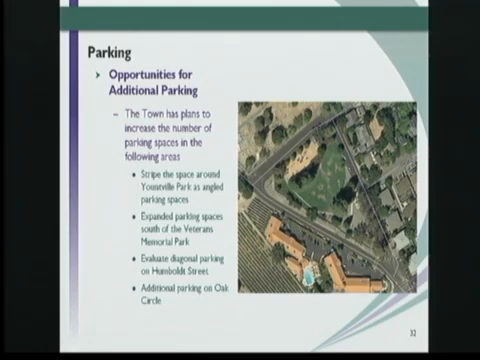 Parking
Opportunities for
Additional Parking
– The Town has plans to
increase the number of
parking spaces in the
following areas
• Stripe the space around
Yountville Park as angled
parking spaces
• Expanded parking spaces
south of the Veterans
Memorial Park
• Evaluate diagonal parking
on Humboldt Street
• Additional parking on Oak
Circle
32